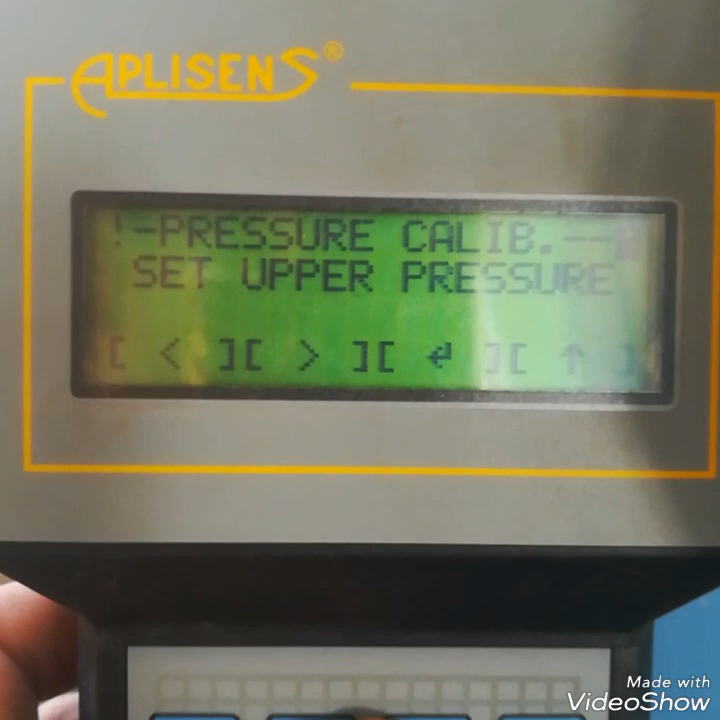 APLISENS®
!-PRESSURE CALIB.--
SET UPPER PRESSURE
[ < ][ > ][ ↵ ][ ↑ ]
Made with
VideoShow